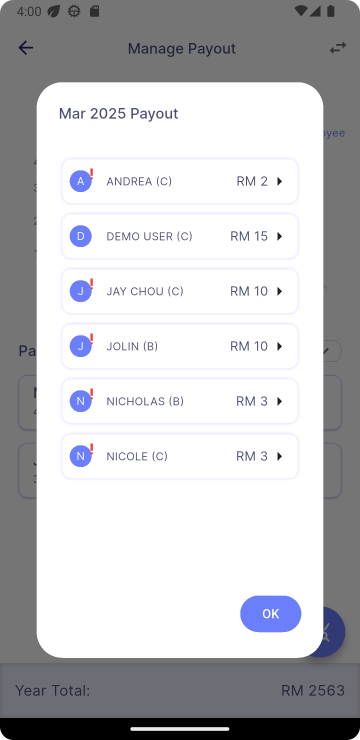 4:00
Manage Payout
Mar 2025 Payout
A ANDREA (C) RM 2
D DEMO USER (C) RM 15
J JAY CHOU (C) RM 10
J JOLIN (B) RM 10
N NICHOLAS (B) RM 3
N NICOLE (C) RM 3
OK
Year Total: RM 2563